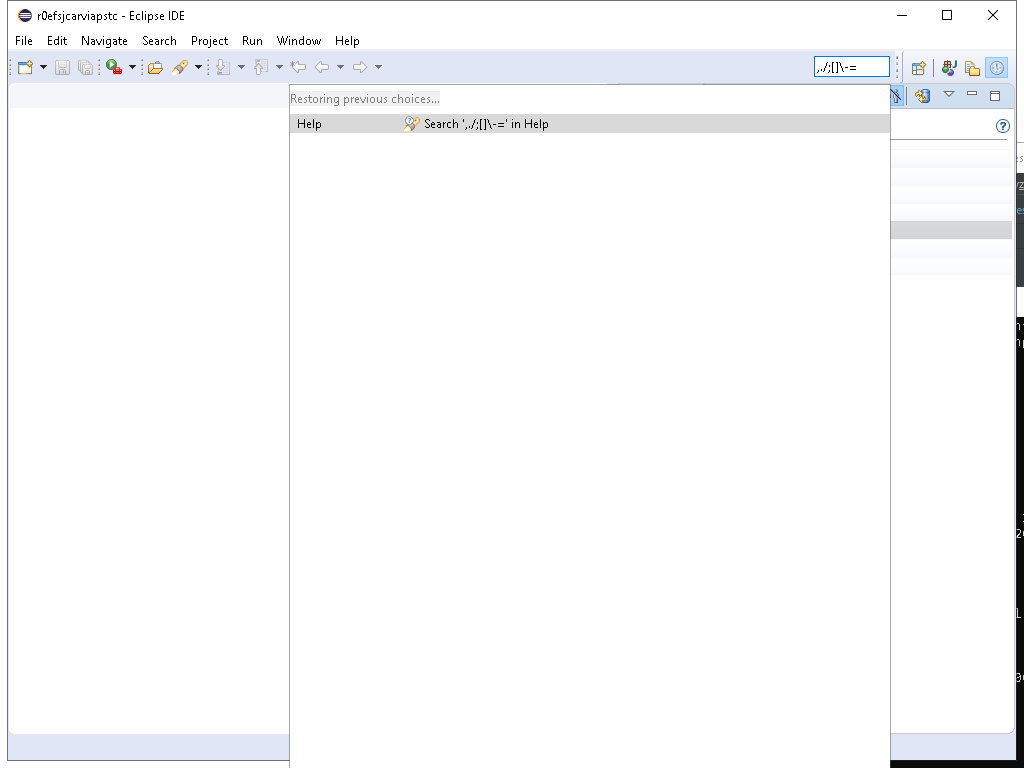 r0efsjcarviapstc - Eclipse IDE
File Edit Navigate Search Project Run Window Help
,./;[]\-=
Restoring previous choices...
Help Search ',./;[]\-=' in Help